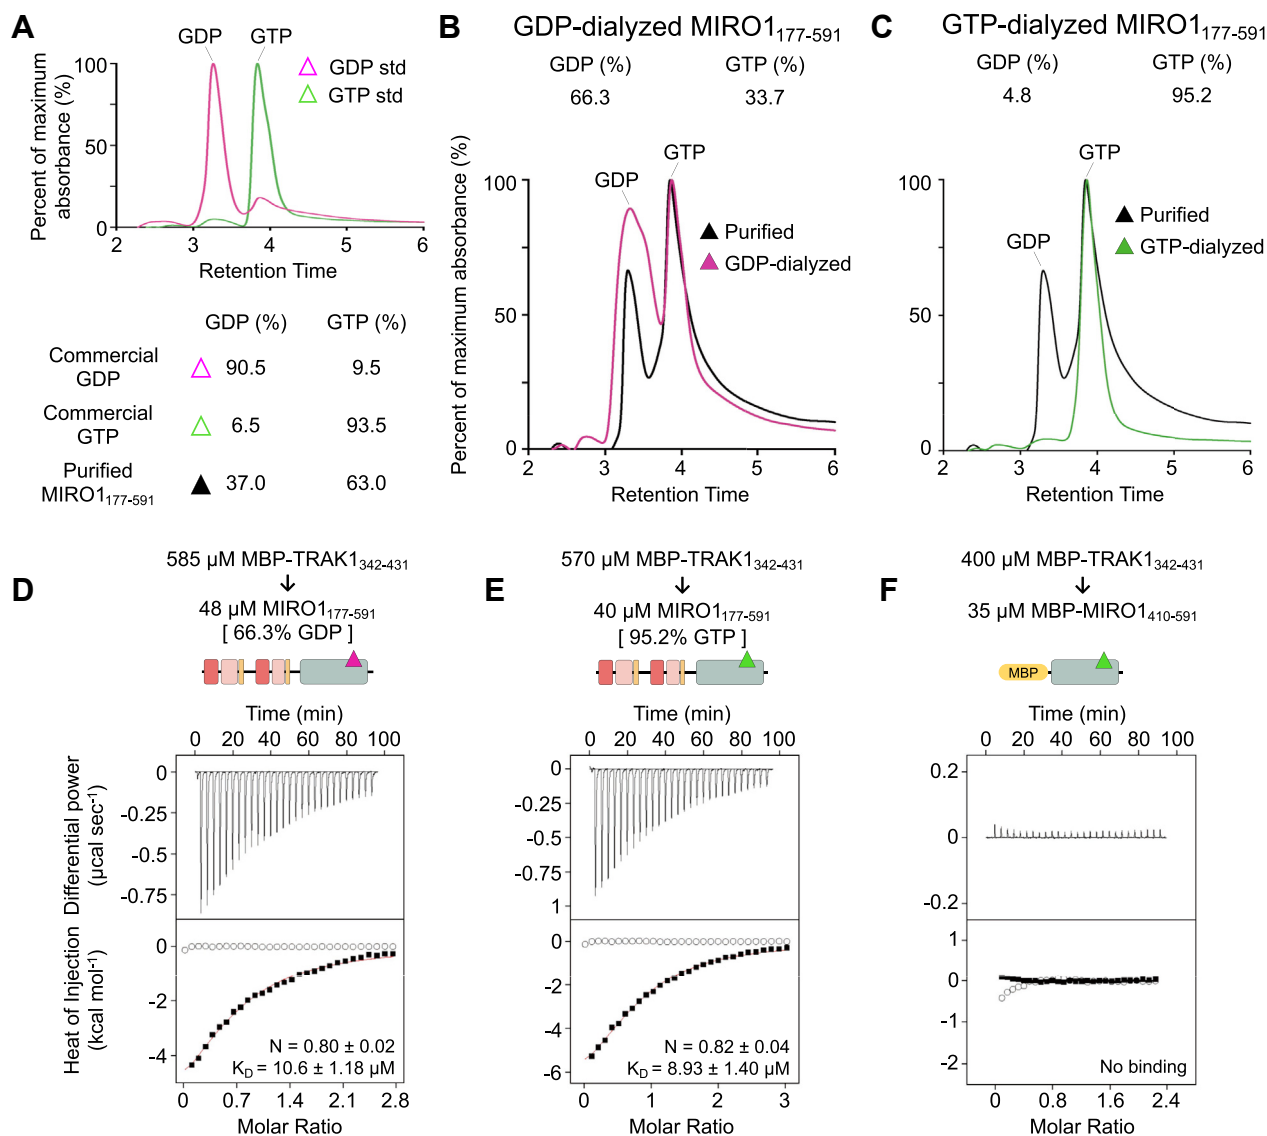 A
GDP
GTP
GDP std
GTP std
Percent of maximum
absorbance (%)
100
50
0
2
3
4
5
6
Retention Time
GDP (%)
GTP (%)
Commercial
GDP
90.5
9.5
Commercial
GTP
6.5
93.5
Purified
MIRO1177-591
37.0
63.0
B
GDP-dialyzed MIRO1177-591
GDP (%)
GTP (%)
66.3
33.7
GDP
GTP
Purified
GDP-dialyzed
Percent of maximum absorbance (%)
100
50
0
2
3
4
5
6
Retention Time
C
GTP-dialyzed MIRO1177-591
GDP (%)
GTP (%)
4.8
95.2
GDP
GTP
Purified
GTP-dialyzed
100
50
0
2
3
4
5
6
Retention Time
D
585 µM MBP-TRAK1342-431
↓
48 µM MIRO1177-591
[ 66.3% GDP ]
Time (min)
0 20 40 60 80 100
Differential power
(µcal sec-1)
0
-0.25
-0.5
-0.75
Heat of Injection
(kcal mol-1)
0
-2
-4
N = 0.80 ± 0.02
KD = 10.6 ± 1.18 µM
0 0.7 1.4 2.1 2.8
Molar Ratio
E
570 µM MBP-TRAK1342-431
↓
40 µM MIRO1177-591
[ 95.2% GTP ]
Time (min)
0 20 40 60 80 100
0
-0.25
-0.5
-0.75
1
0
-2
-4
-6
N = 0.82 ± 0.04
KD = 8.93 ± 1.40 µM
0 1 2 3
Molar Ratio
F
400 µM MBP-TRAK1342-431
↓
35 µM MBP-MIRO1410-591
MBP
Time (min)
0 20 40 60 80 100
0.2
0
-0.2
1
0
-1
-2
No binding
0 0.8 1.6 2.4
Molar Ratio